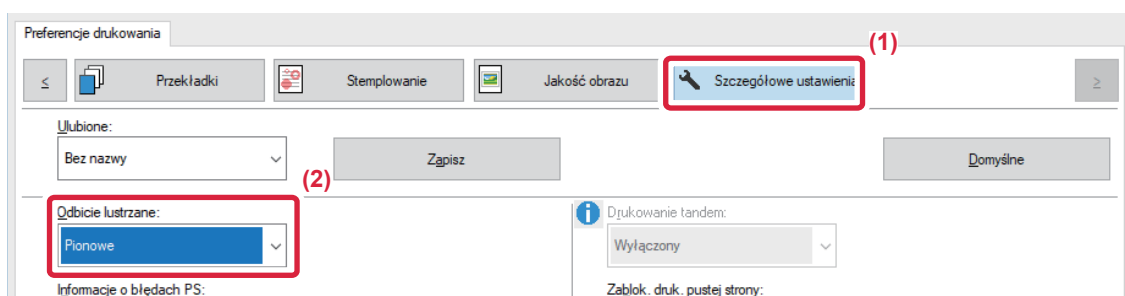 Preferencje drukowania
(1)
≤ Przekładki Stemplowanie Jakość obrazu Szczegółowe ustawienia ≥
Ulubione:
Bez nazwy Zapisz Domyślne
(2)
Odbicie lustrzane: Drukowanie tandem:
Pionowe Wyłączony
Informacje o błędach PS: Zablok. druk. pustej strony: